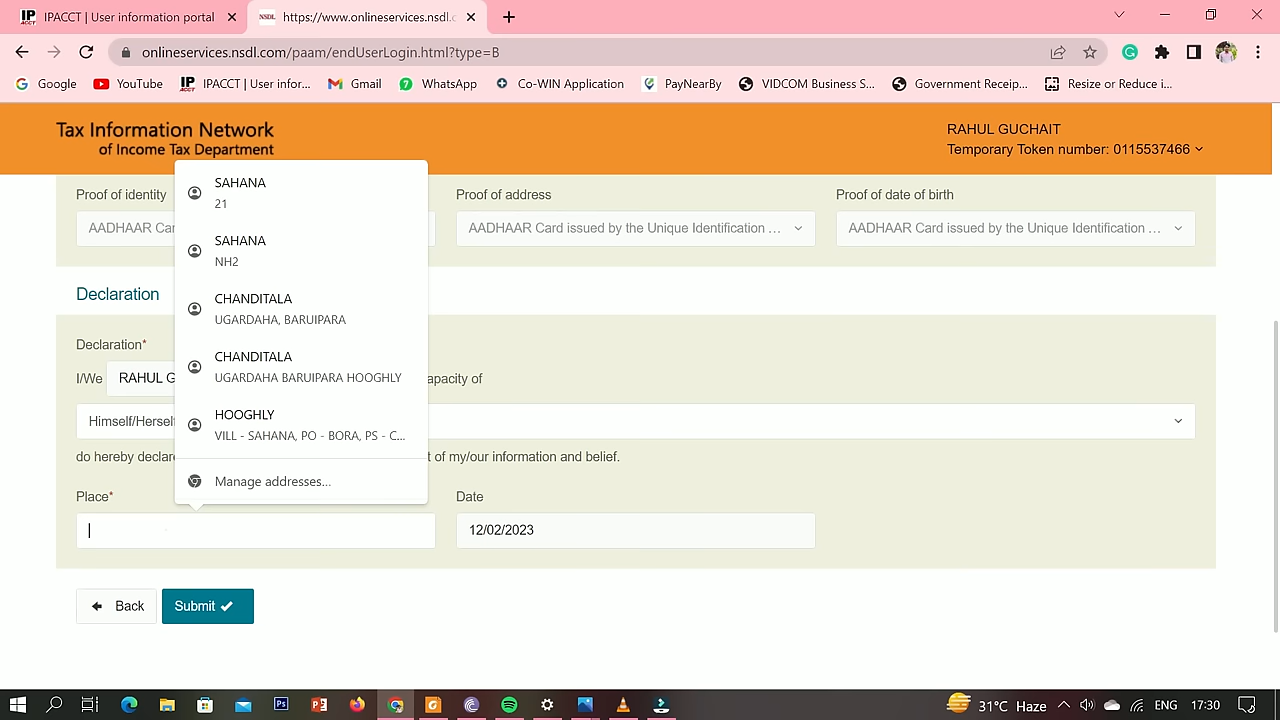 IPACCT | User information portal
NSDL https://www.onlineservices.nsdl.c
onlineservices.nsdl.com/paam/endUserLogin.html?type=B
Google YouTube IPACCT | User infor... Gmail WhatsApp Co-WIN Application PayNearBy VIDCOM Business S... Government Receip... Resize or Reduce i...
Tax Information Network
of Income Tax Department
RAHUL GUCHAIT
Temporary Token number: 0115537466
Proof of identity
Proof of address
Proof of date of birth
AADHAAR Car
AADHAAR Card issued by the Unique Identification ...
AADHAAR Card issued by the Unique Identification ...
SAHANA
21
SAHANA
NH2
CHANDITALA
UGARDAHA, BARUIPARA
CHANDITALA
UGARDAHA BARUIPARA HOOGHLY
HOOGHLY
VILL - SAHANA, PO - BORA, PS - C...
Manage addresses...
Declaration
Declaration*
I/We RAHUL G apacity of
Himself/Herself
do hereby declare t of my/our information and belief.
Place*
Date
12/02/2023
Back
Submit
31°C Haze
ENG
17:30